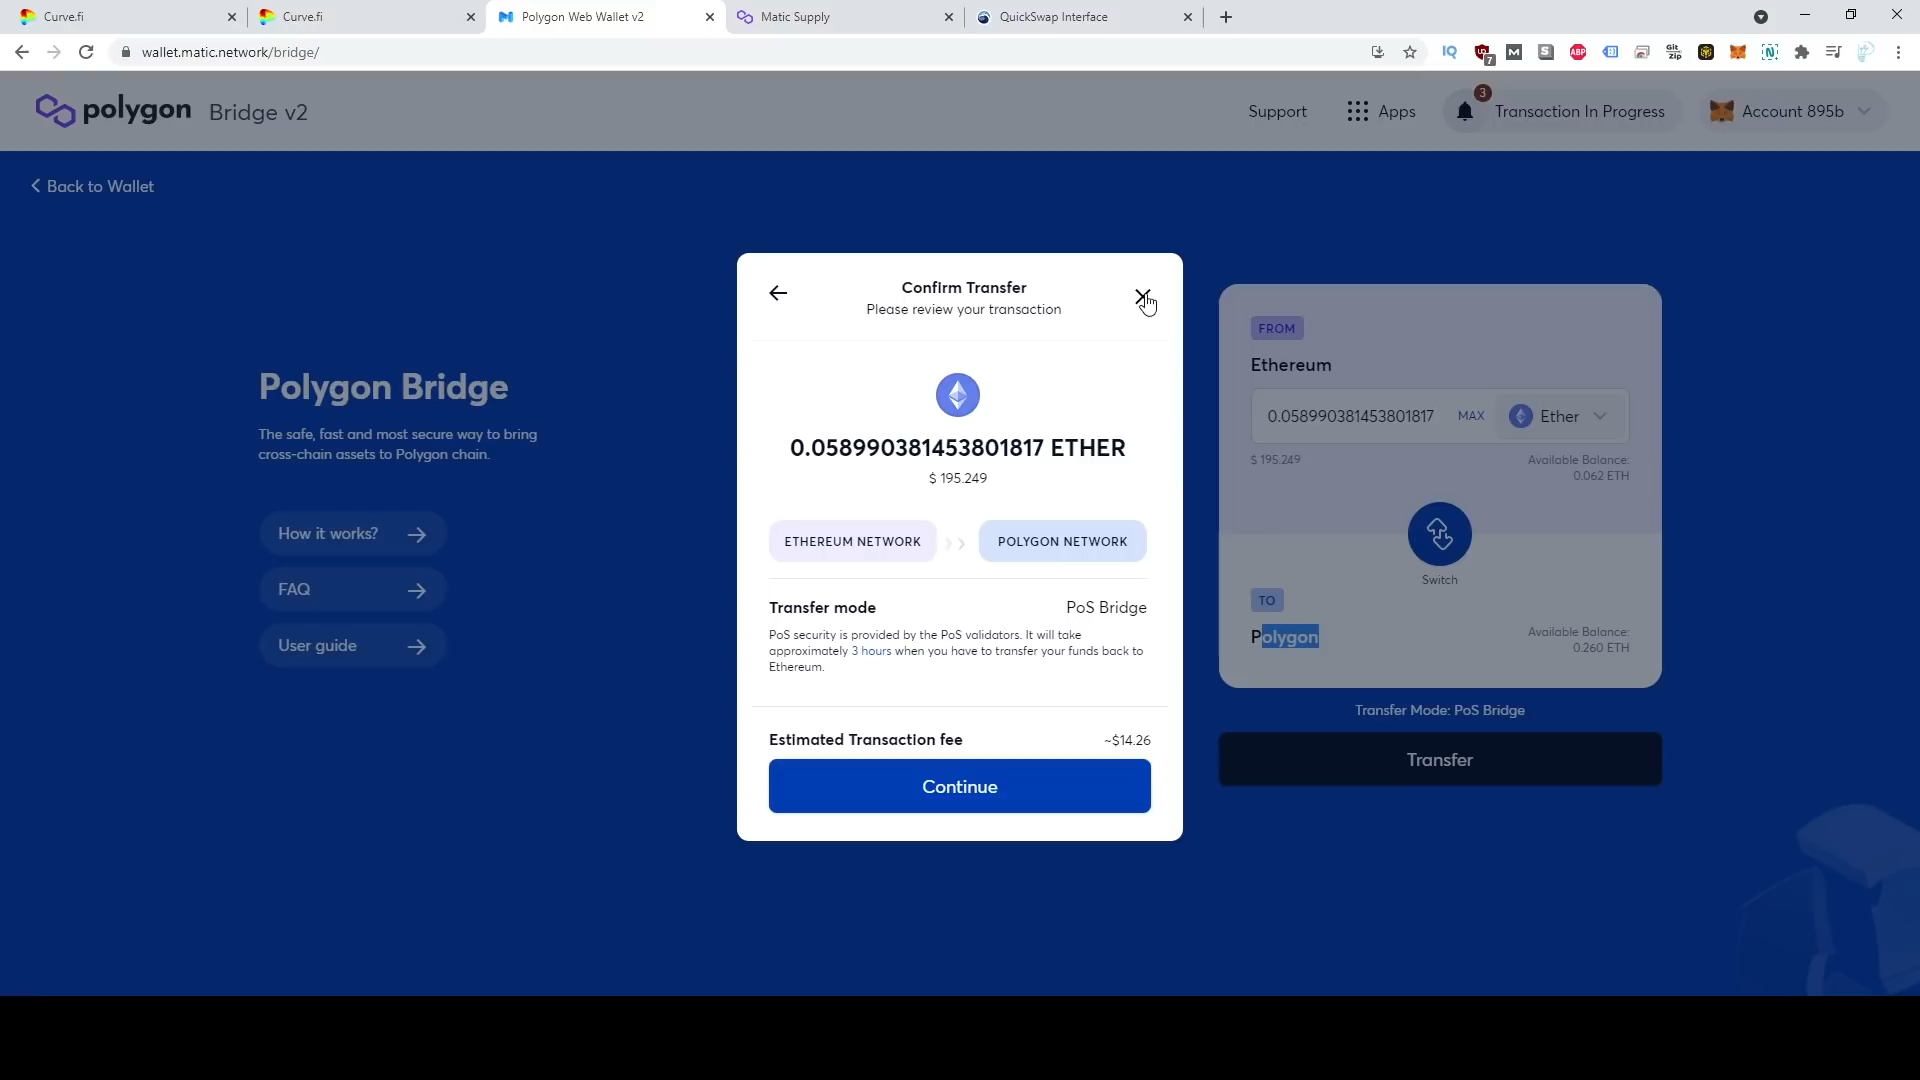 Curve.fi
Curve.fi
Polygon Web Wallet v2
Matic Supply
QuickSwap Interface
wallet.matic.network/bridge/
IQ
7
M
S
ABP
Git
Zip
N
polygon
Bridge v2
Support
Apps
3
Transaction In Progress
Account 895b
Back to Wallet
Polygon Bridge
The safe, fast and most secure way to bring
cross-chain assets to Polygon chain.
How it works?
FAQ
User guide
Confirm Transfer
Please review your transaction
0.058990381453801817 ETHER
$ 195.249
ETHEREUM NETWORK
POLYGON NETWORK
Transfer mode
PoS Bridge
PoS security is provided by the PoS validators. It will take
approximately 3 hours when you have to transfer your funds back to
Ethereum.
Estimated Transaction fee
~$14.26
Continue
FROM
Ethereum
0.058990381453801817
MAX
Ether
$ 195.249
Available Balance:
0.062 ETH
Switch
TO
Polygon
Available Balance:
0.260 ETH
Transfer Mode: PoS Bridge
Transfer